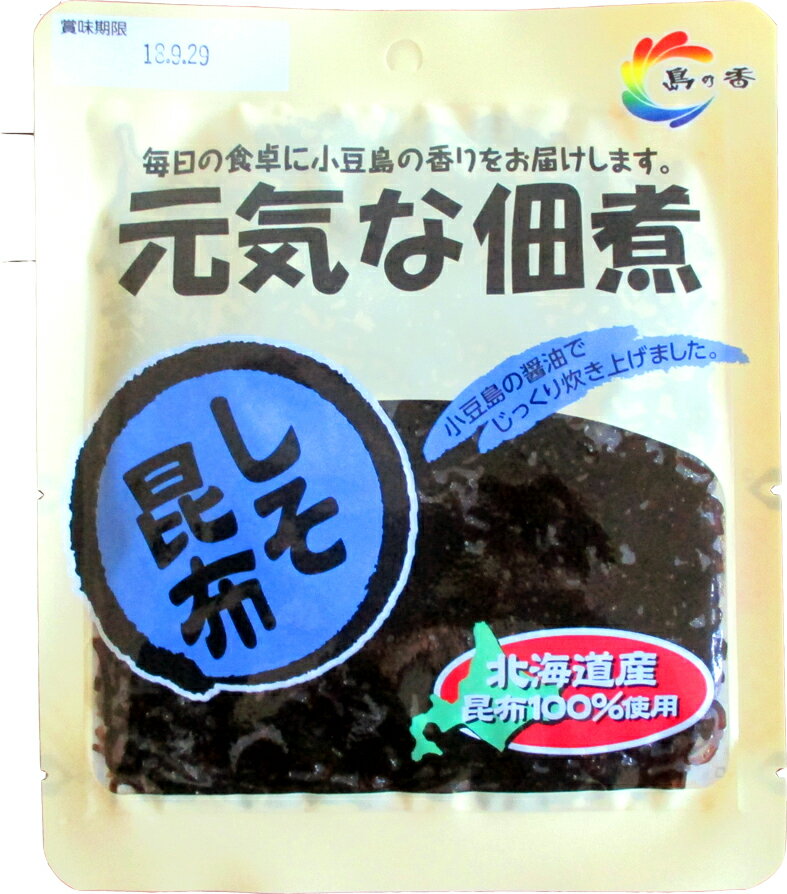 賞味期限
18.9.29
島の香
毎日の食卓に小豆島の香りをお届けします。
元気な佃煮
小豆島の醤油で
じっくり炊き上げました。
しそ
昆布
北海道産
昆布100%使用